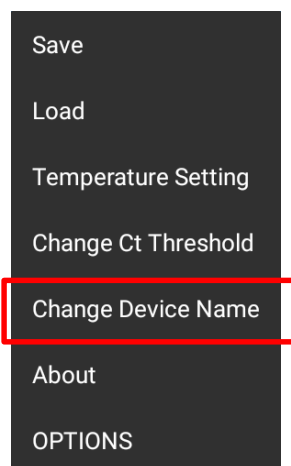 Save
Load
Temperature Setting
Change Ct Threshold
Change Device Name
About
OPTIONS